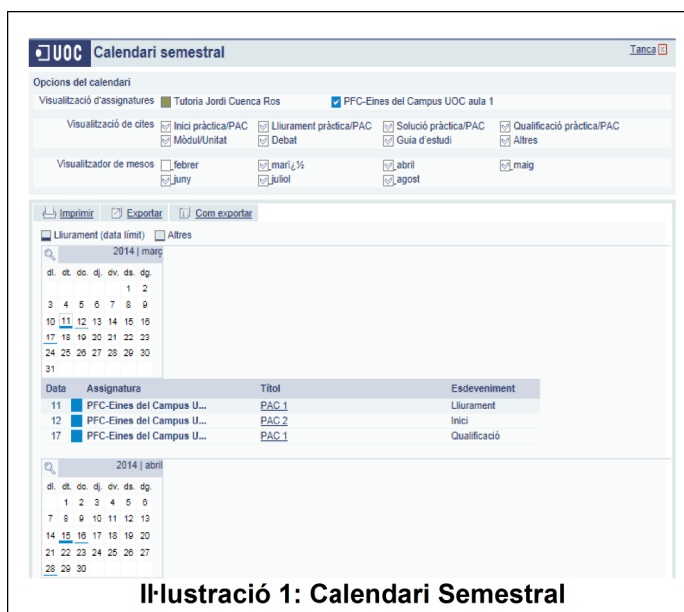 UOC Calendari semestral Tanca
Opcions del calendari
Visualització d'assignatures Tutoria Jordi Cuenca Ros PFC-Eines del Campus UOC aula 1
Visualització de cites Inici pràctica/PAC Lliurament pràctica/PAC Solució pràctica/PAC Qualificació pràctica/PAC
Mòdul/Unitat Debat Guia d'estudi Altres
Visualitzador de mesos febrer mari¿½ abril maig
juny juliol agost
Imprimir Exportar Com exportar
Lliurament (data límit) Altres
2014 | març
dl. dt. dc. dj. dv. ds. dg.
1 2
3 4 5 6 7 8 9
10 11 12 13 14 15 16
17 18 19 20 21 22 23
24 25 26 27 28 29 30
31
Data Assignatura Títol Esdeveniment
11 PFC-Eines del Campus U... PAC 1 Lliurament
12 PFC-Eines del Campus U... PAC 2 Inici
17 PFC-Eines del Campus U... PAC 1 Qualificació
2014 | abril
dl. dt. dc. dj. dv. ds. dg.
1 2 3 4 5 6
7 8 9 10 11 12 13
14 15 16 17 18 19 20
21 22 23 24 25 26 27
28 29 30
Il·lustració 1: Calendari Semestral